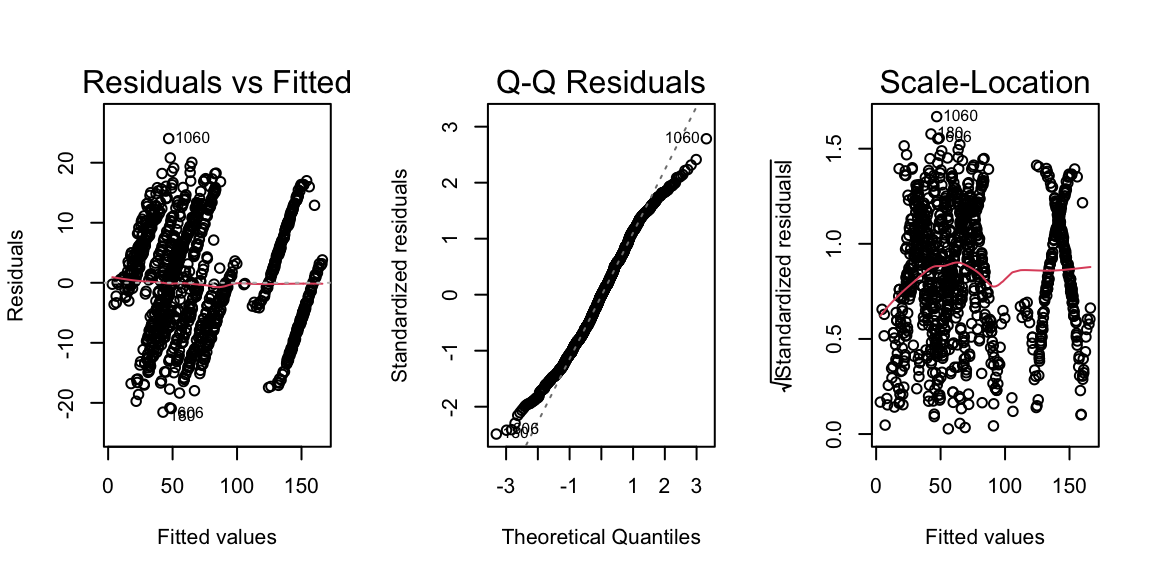 Residuals vs Fitted
Residuals
20
10
0
-10
-20
1060
180
606
0 50 100 150
Fitted values
Q-Q Residuals
Standardized residuals
3
2
1
0
-1
-2
1060
180
606
-3 -1 1 2 3
Theoretical Quantiles
Scale-Location
√|Standardized residuals|
1.5
1.0
0.5
0.0
1060
180
606
0 50 100 150
Fitted values